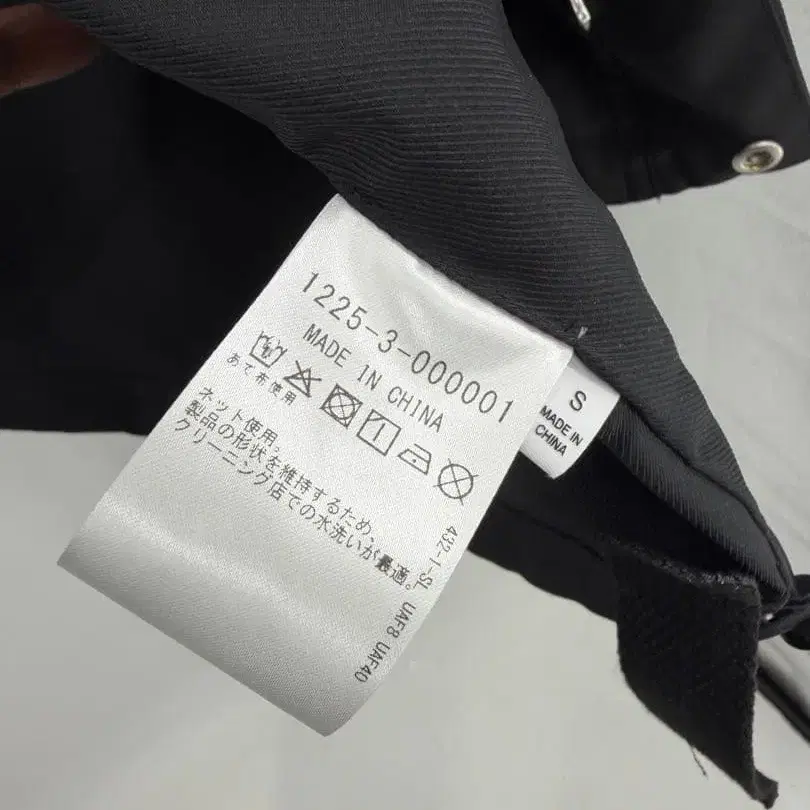 1225-3-000001
MADE IN CHINA
あて布使用
ネット使用。
製品の形状を維持するため、
クリーニング店での水洗いが最適。
432-1-SL UAF8 UAF40
S
MADE IN
CHINA